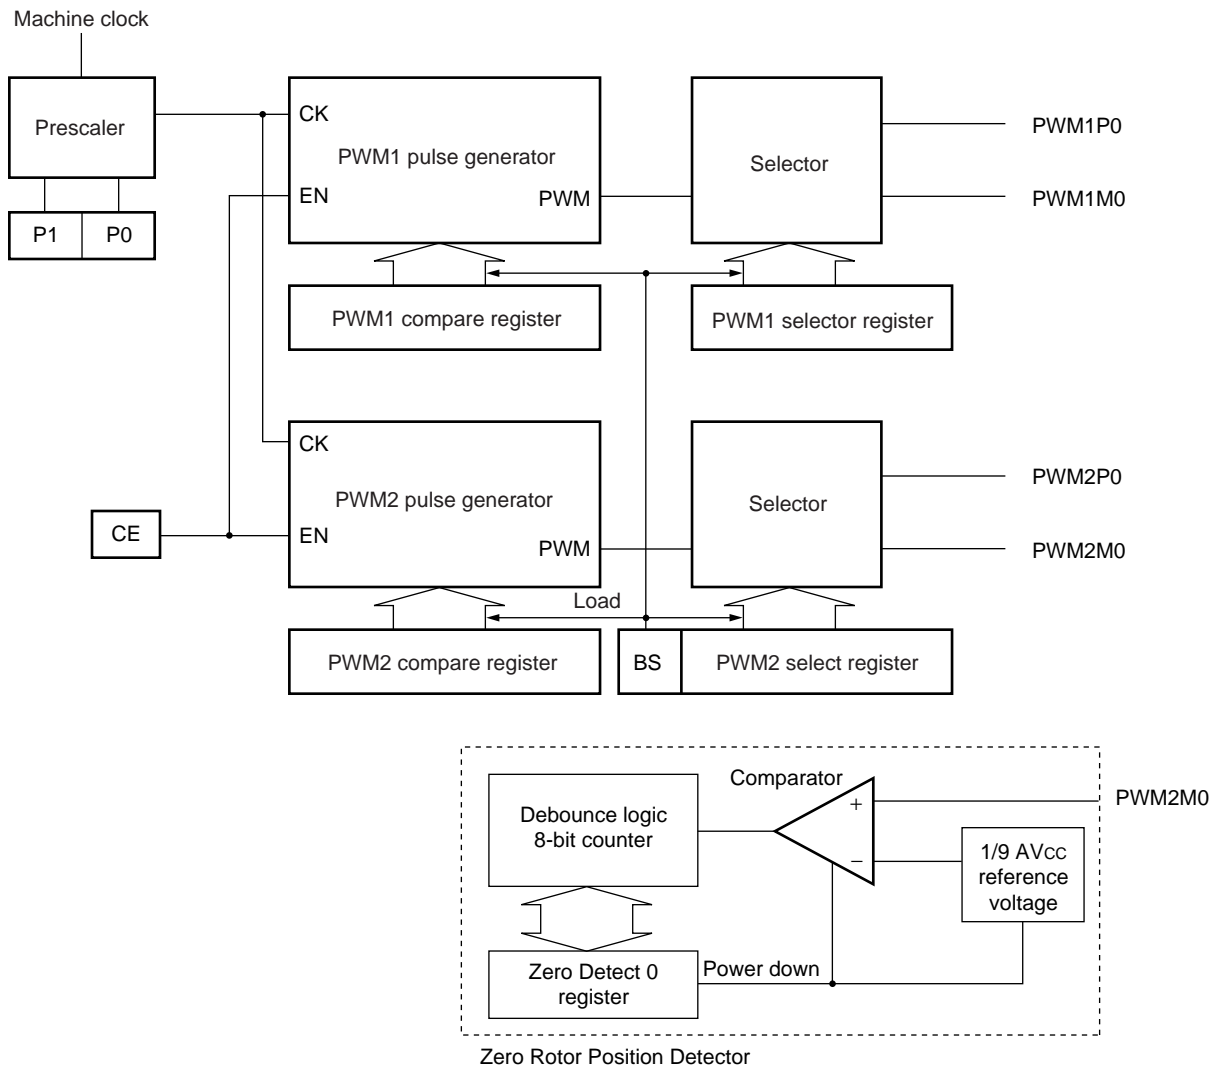 Machine clock
Prescaler
P1
P0
CK
PWM1 pulse generator
EN
PWM
Selector
PWM1P0
PWM1M0
PWM1 compare register
PWM1 selector register
CK
PWM2 pulse generator
EN
PWM
Selector
PWM2P0
PWM2M0
CE
Load
PWM2 compare register
BS
PWM2 select register
Comparator
Debounce logic
8-bit counter
+
−
PWM2M0
1/9 AVCC
reference
voltage
Zero Detect 0
register
Power down
Zero Rotor Position Detector